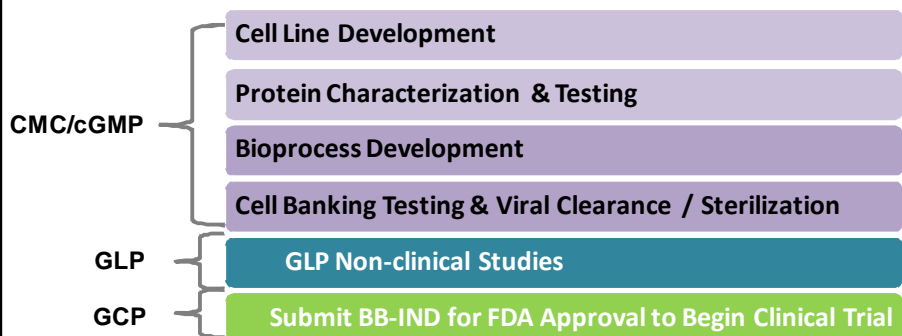 Cell Line Development
Protein Characterization & Testing
CMC/cGMP
Bioprocess Development
Cell Banking Testing & Viral Clearance / Sterilization
GLP
GLP Non-clinical Studies
GCP
Submit BB-IND for FDA Approval to Begin Clinical Trial